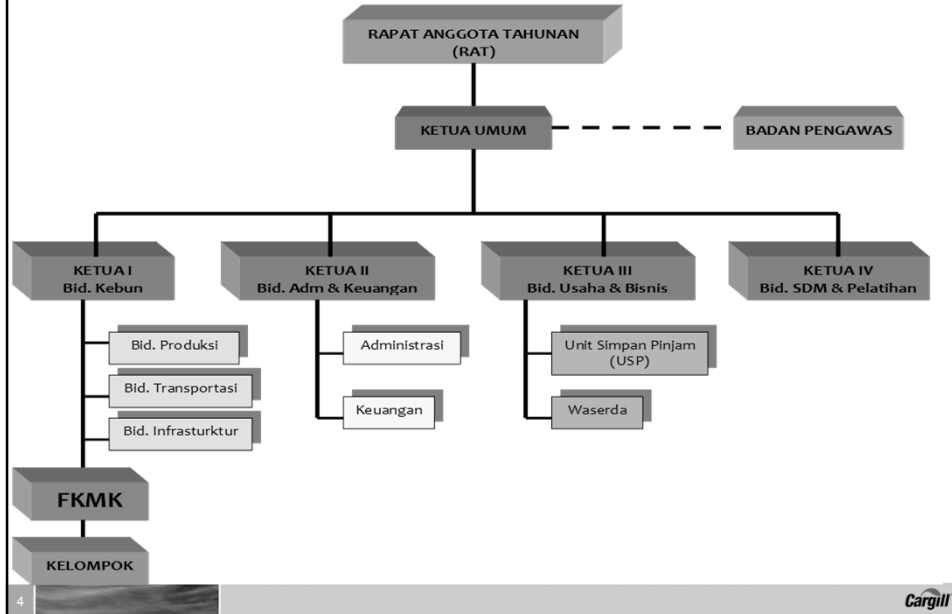 RAPAT ANGGOTA TAHUNAN
(RAT)
KETUA UMUM
BADAN PENGAWAS
KETUA I
Bid. Kebun
KETUA II
Bid. Adm & Keuangan
KETUA III
Bid. Usaha & Bisnis
KETUA IV
Bid. SDM & Pelatihan
Bid. Produksi
Bid. Transportasi
Bid. Infrasturktur
Administrasi
Keuangan
Unit Simpan Pinjam
(USP)
Waserda
FKMK
KELOMPOK
4
Cargill